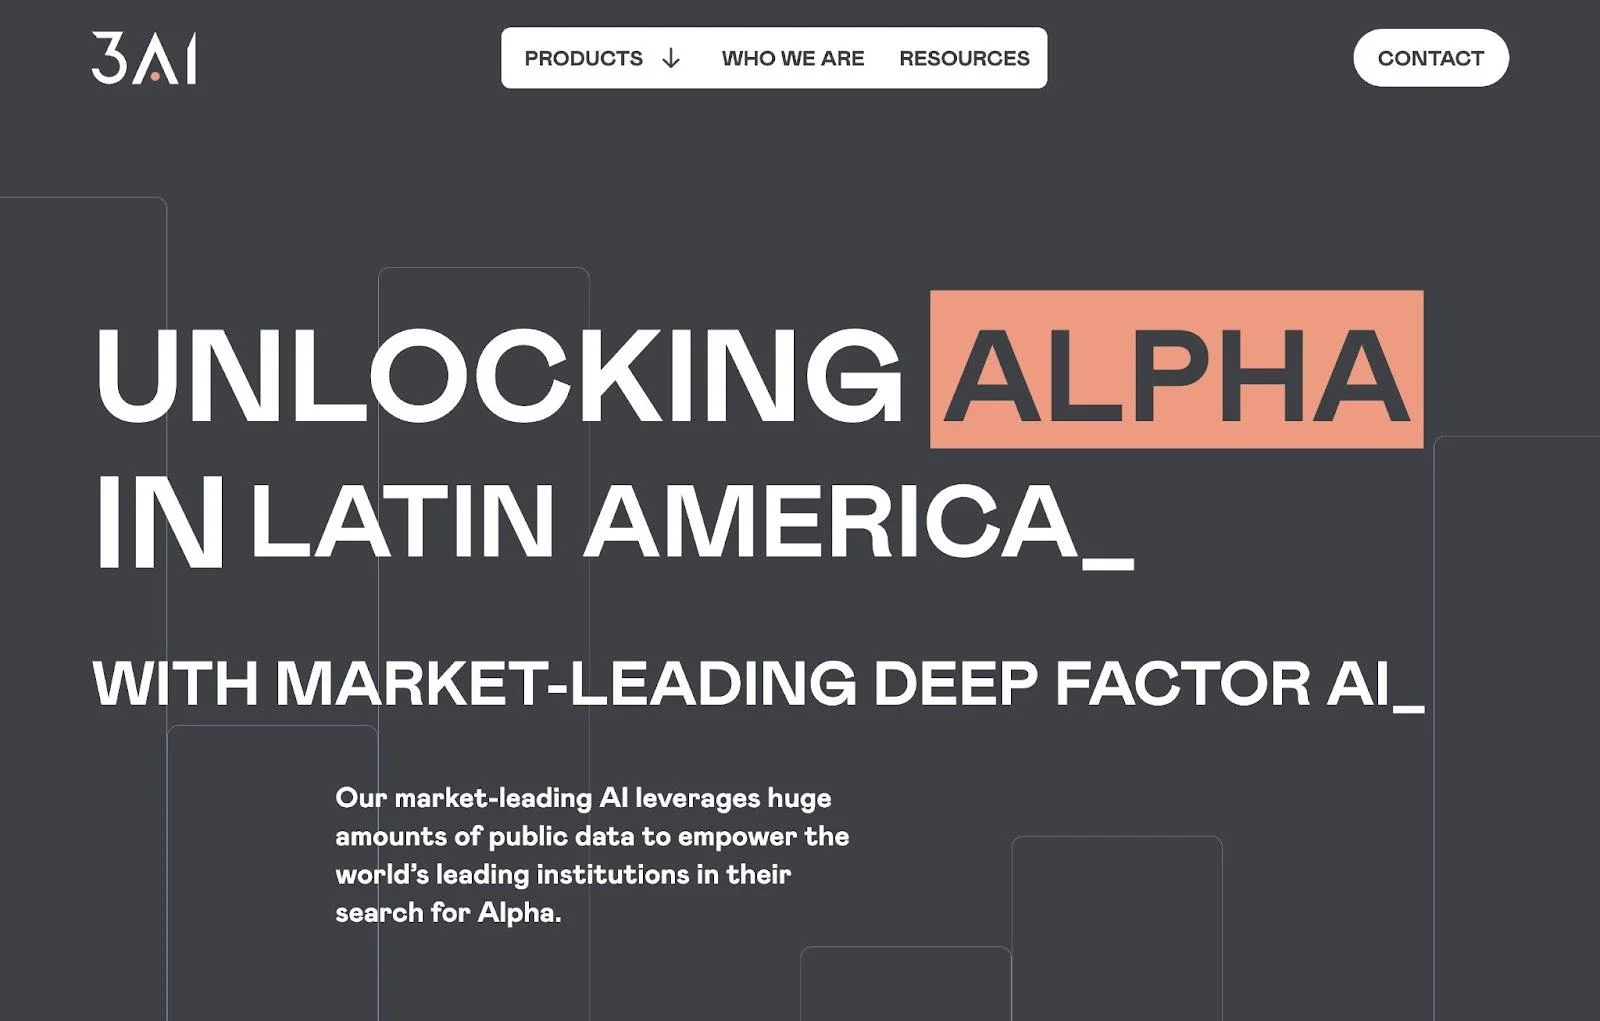 3AI
PRODUCTS ↓ WHO WE ARE RESOURCES
CONTACT
UNLOCKING ALPHA
IN LATIN AMERICA_
WITH MARKET-LEADING DEEP FACTOR AI_
Our market-leading AI leverages huge
amounts of public data to empower the
world’s leading institutions in their
search for Alpha.